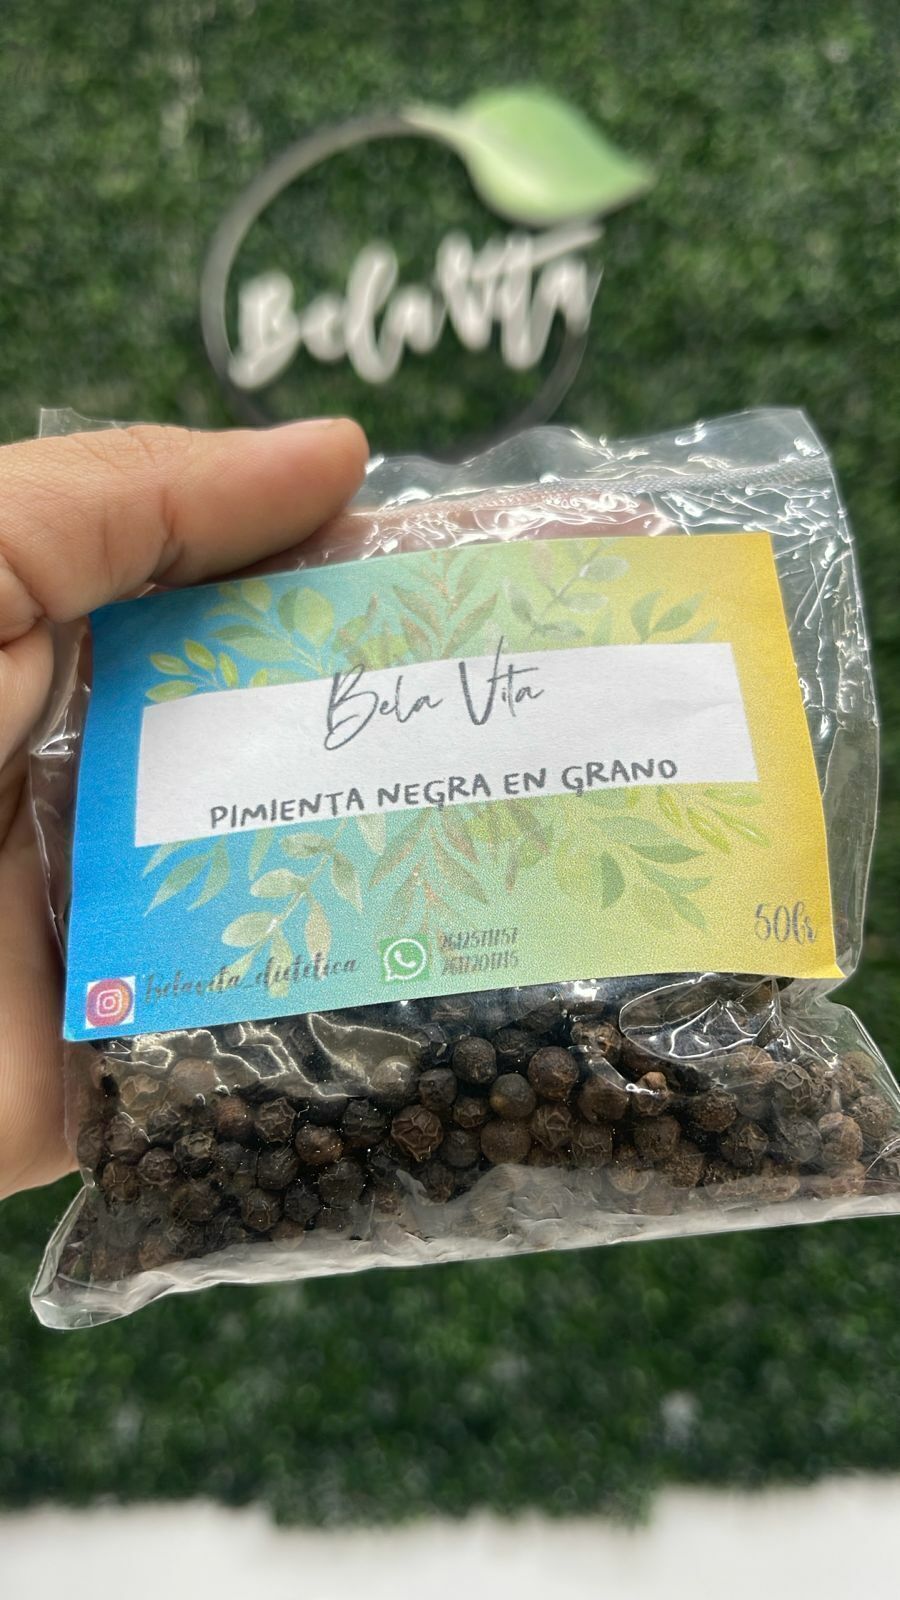 Bela Vita
Bela Vita
PIMIENTA NEGRA EN GRANO
50Gr
Belavita_dietetica